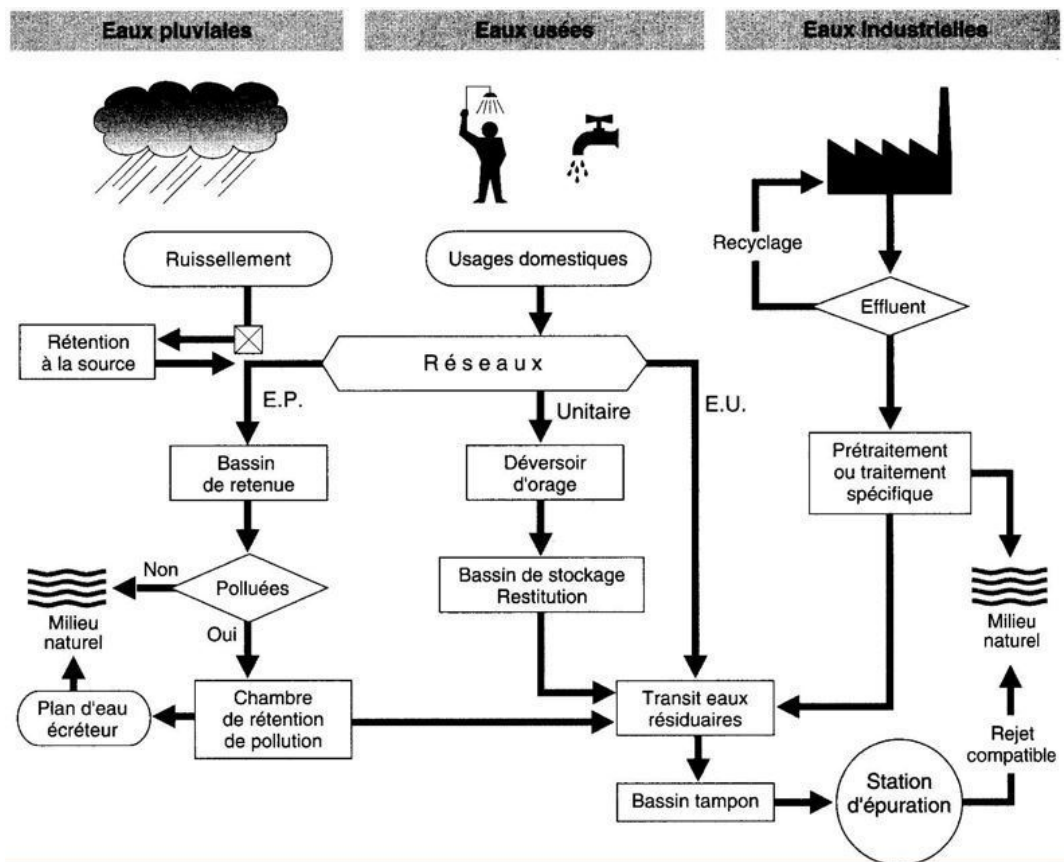 Eaux pluviales
Eaux usées
Eaux Industrielles
Ruissellement
Usages domestiques
Recyclage
Effluent
Rétention
à la source
Réseaux
E.P.
Unitaire
E.U.
Bassin
de retenue
Déversoir
d'orage
Prétraitement
ou traitement
spécifique
Non
Polluées
Bassin de stockage
Restitution
Milieu
naturel
Oui
Milieu
naturel
Plan d'eau
écréteur
Chambre
de rétention
de pollution
Transit eaux
résiduaires
Rejet
compatible
Bassin tampon
Station
d'épuration